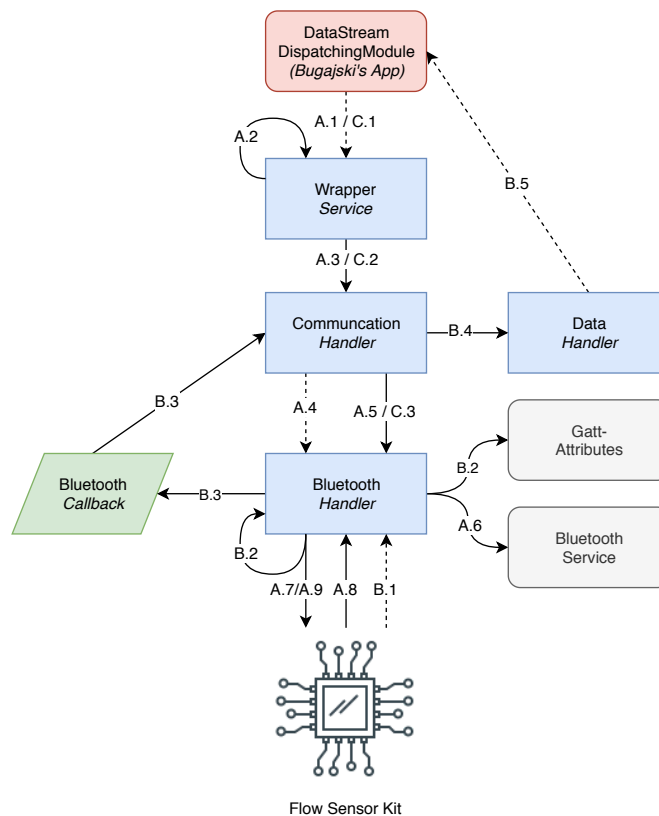 DataStream
DispatchingModule
(Bugajski's App)
A.1 / C.1
A.2
B.5
Wrapper
Service
A.3 / C.2
Communcation
Handler
B.4
Data
Handler
B.3
A.4
A.5 / C.3
Gatt-
Attributes
Bluetooth
Callback
B.3
Bluetooth
Handler
B.2
A.6
Bluetooth
Service
B.2
A.7/A.9
A.8
B.1
Flow Sensor Kit